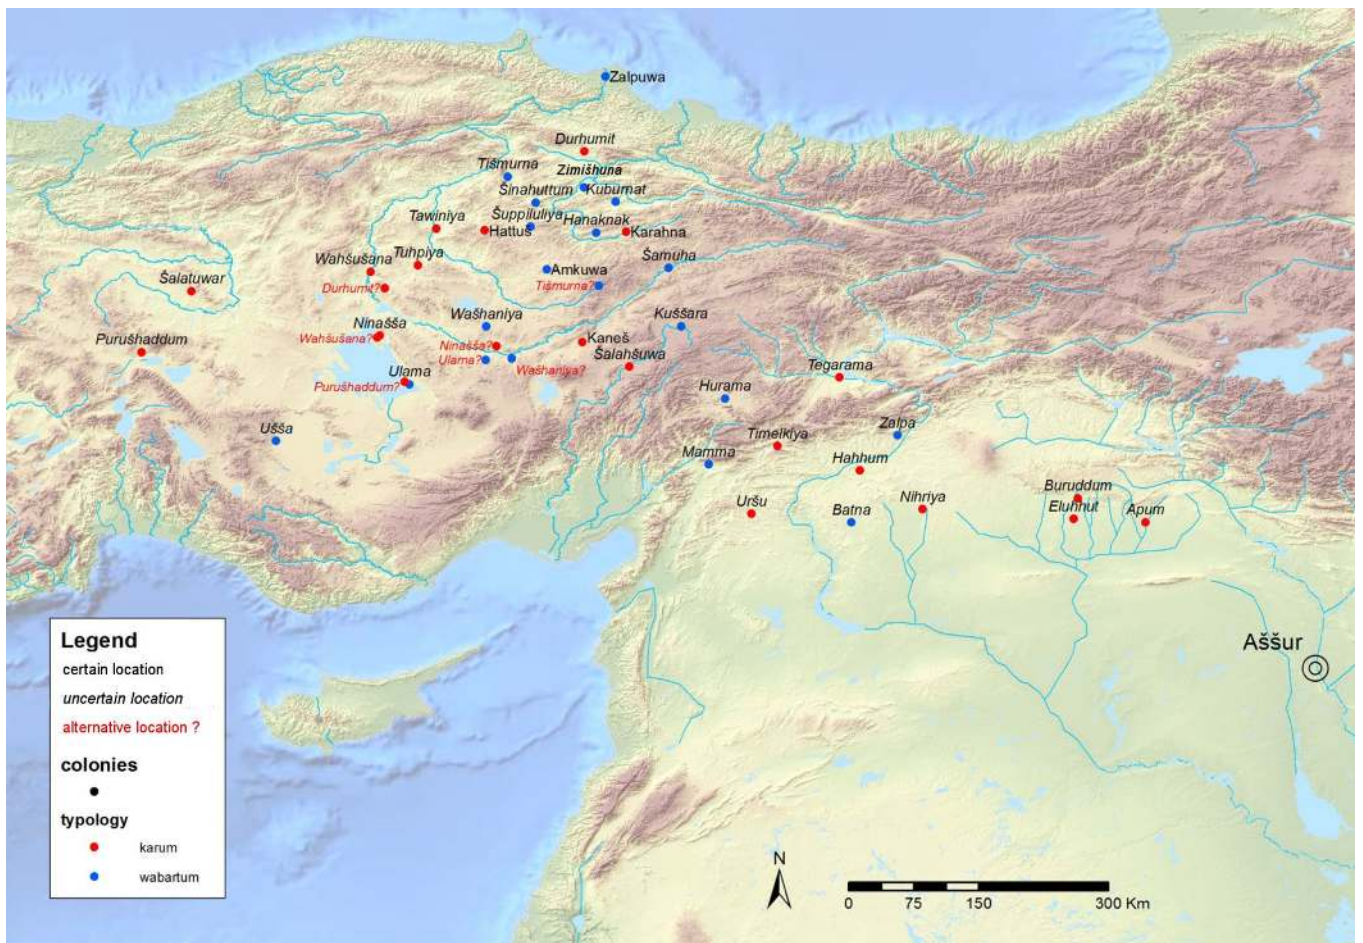 Zalpuwa
Durhumit
Tišmurna
Zimišhuna
Šinahuttum
Kuburnat
Šuppiluliya
Hanaknak
Tawiniya
Hattuš
Karahna
Wahšušana
Tuhpiya
Šamuha
Amkuwa
Šalatuwar
Durhumit?
Tišmurna?
Wašhaniya
Kuššara
Ninašša
Purušhaddum
Wahšušana?
Ninašša?
Kaneš
Ulama?
Wašhaniya?
Šalahšuwa
Tegarama
Ulama
Purušhaddum?
Hurama
Ušša
Zalpa
Timelkiya
Mamma
Hahhum
Buruddum
Uršu
Batna
Nihriya
Eluhhut
Apum
Aššur
Legend
certain location
uncertain location
alternative location ?
colonies
typology
karum
wabartum
N
0 75 150 300 Km